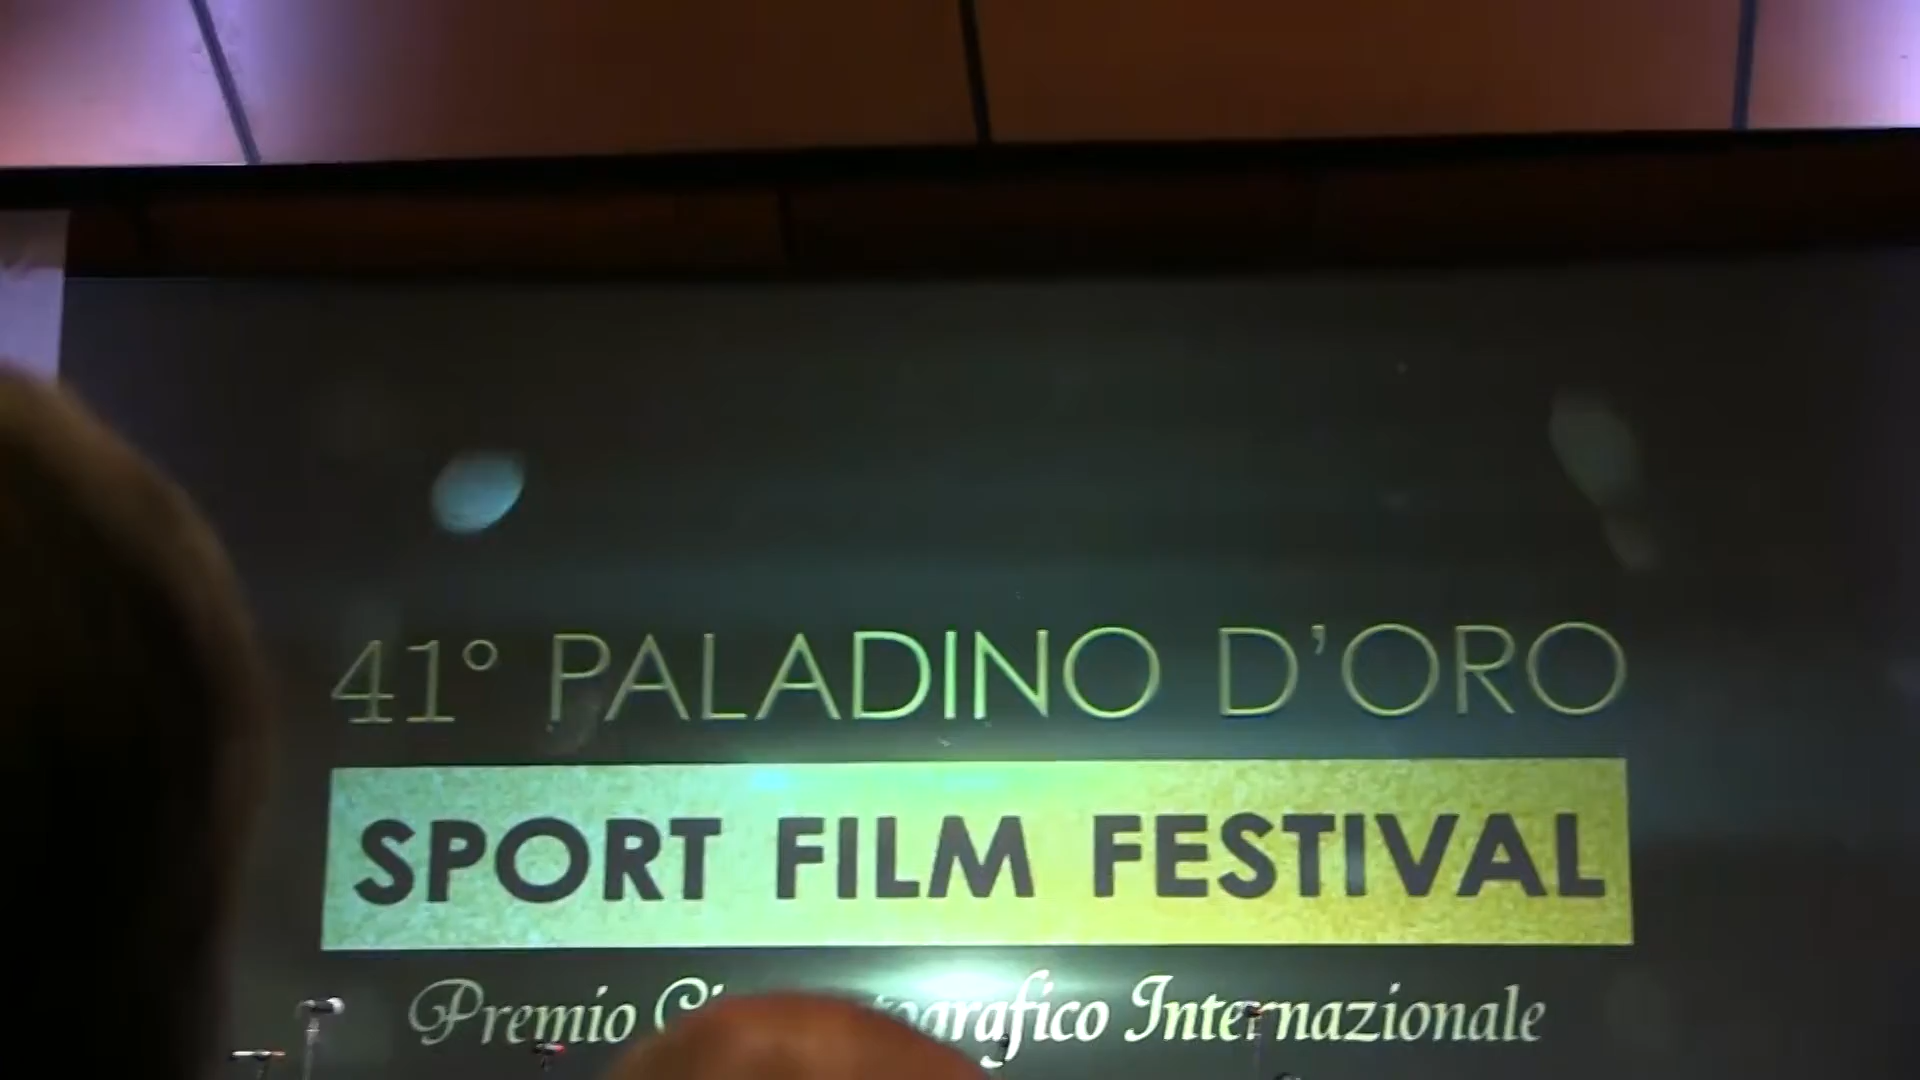 41° PALADINO D'ORO
SPORT FILM FESTIVAL
Premio Internazionale